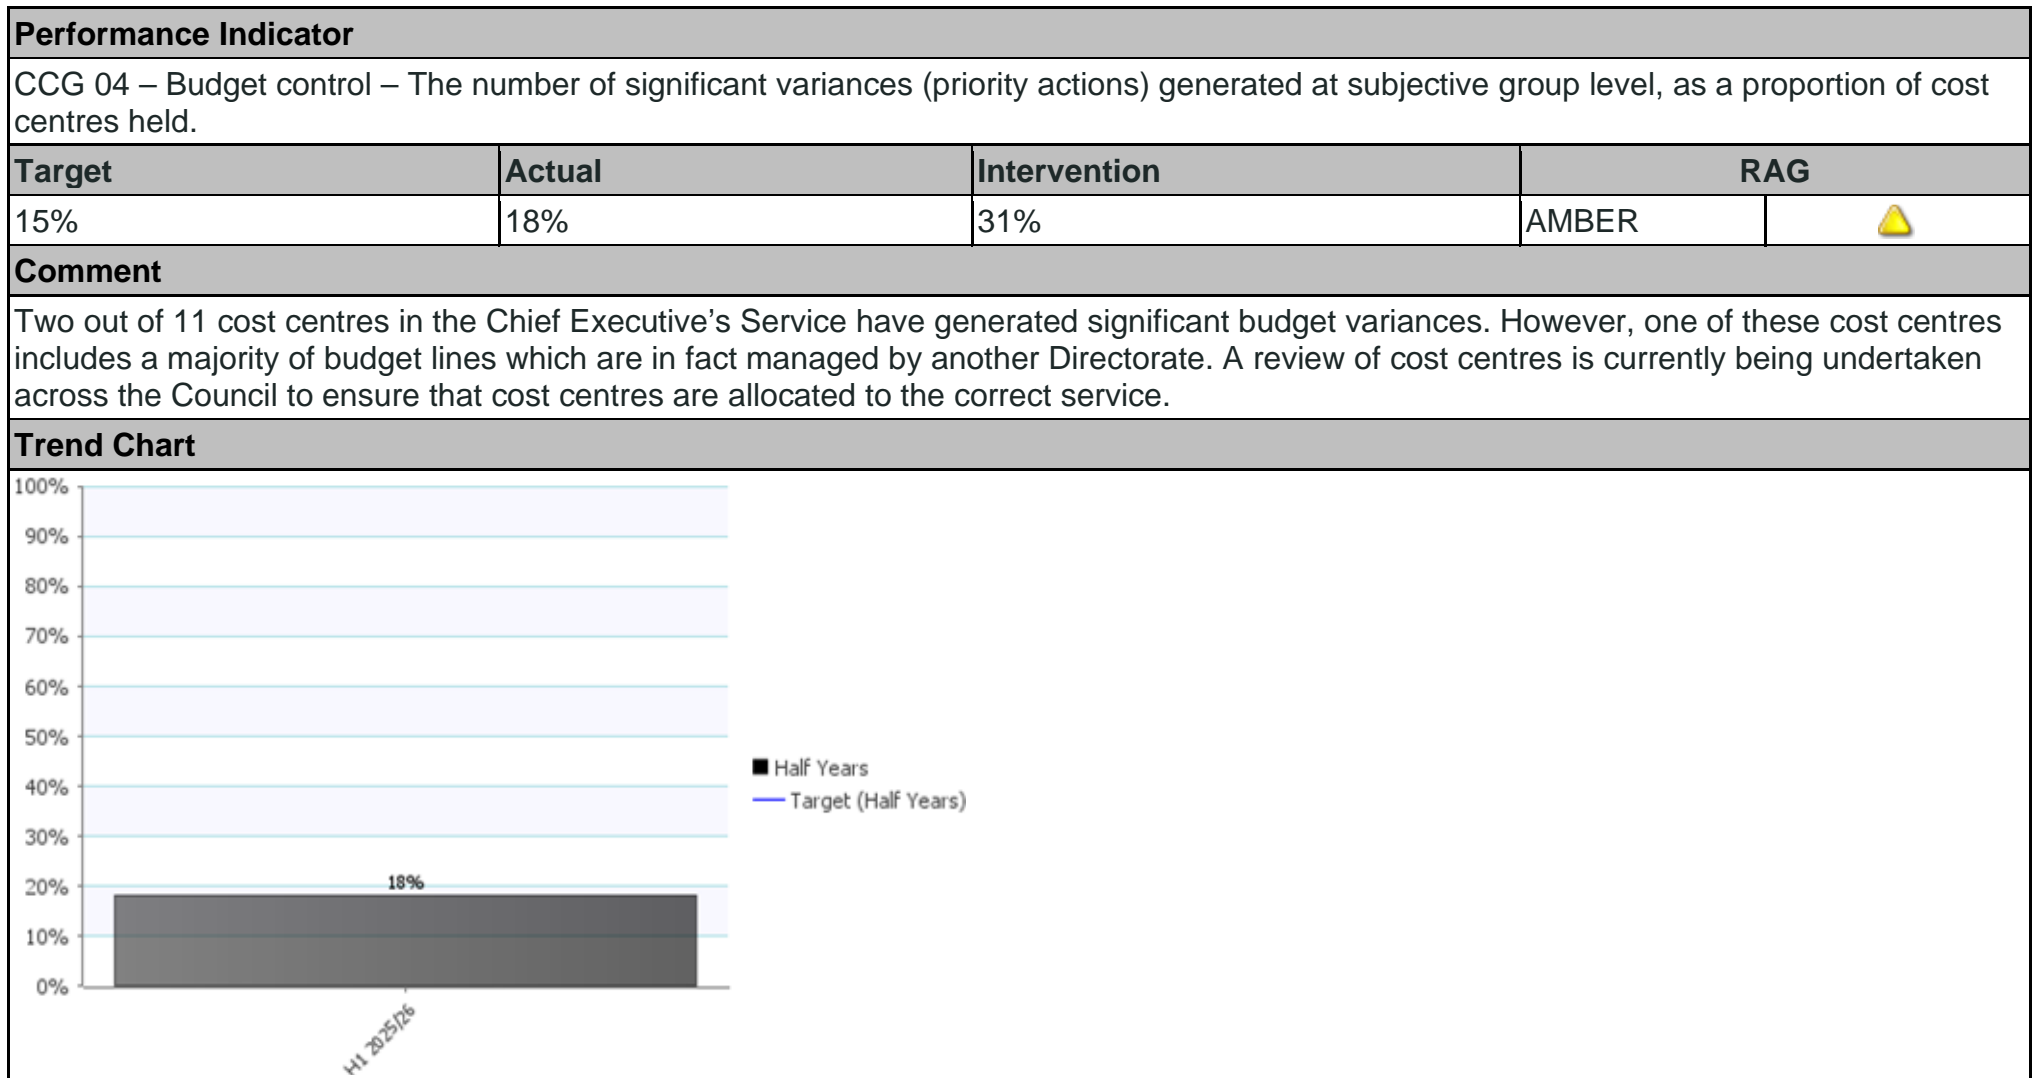 Performance Indicator
CCG 04 – Budget control – The number of significant variances (priority actions) generated at subjective group level, as a proportion of cost
centres held.
Target Actual Intervention RAG
15% 18% 31% AMBER
Comment
Two out of 11 cost centres in the Chief Executive’s Service have generated significant budget variances. However, one of these cost centres
includes a majority of budget lines which are in fact managed by another Directorate. A review of cost centres is currently being undertaken
across the Council to ensure that cost centres are allocated to the correct service.
Trend Chart
100%
90%
80%
70%
60%
50%
40%
30%
20%
10%
0%
18%
H1 2025/26
Half Years
Target (Half Years)